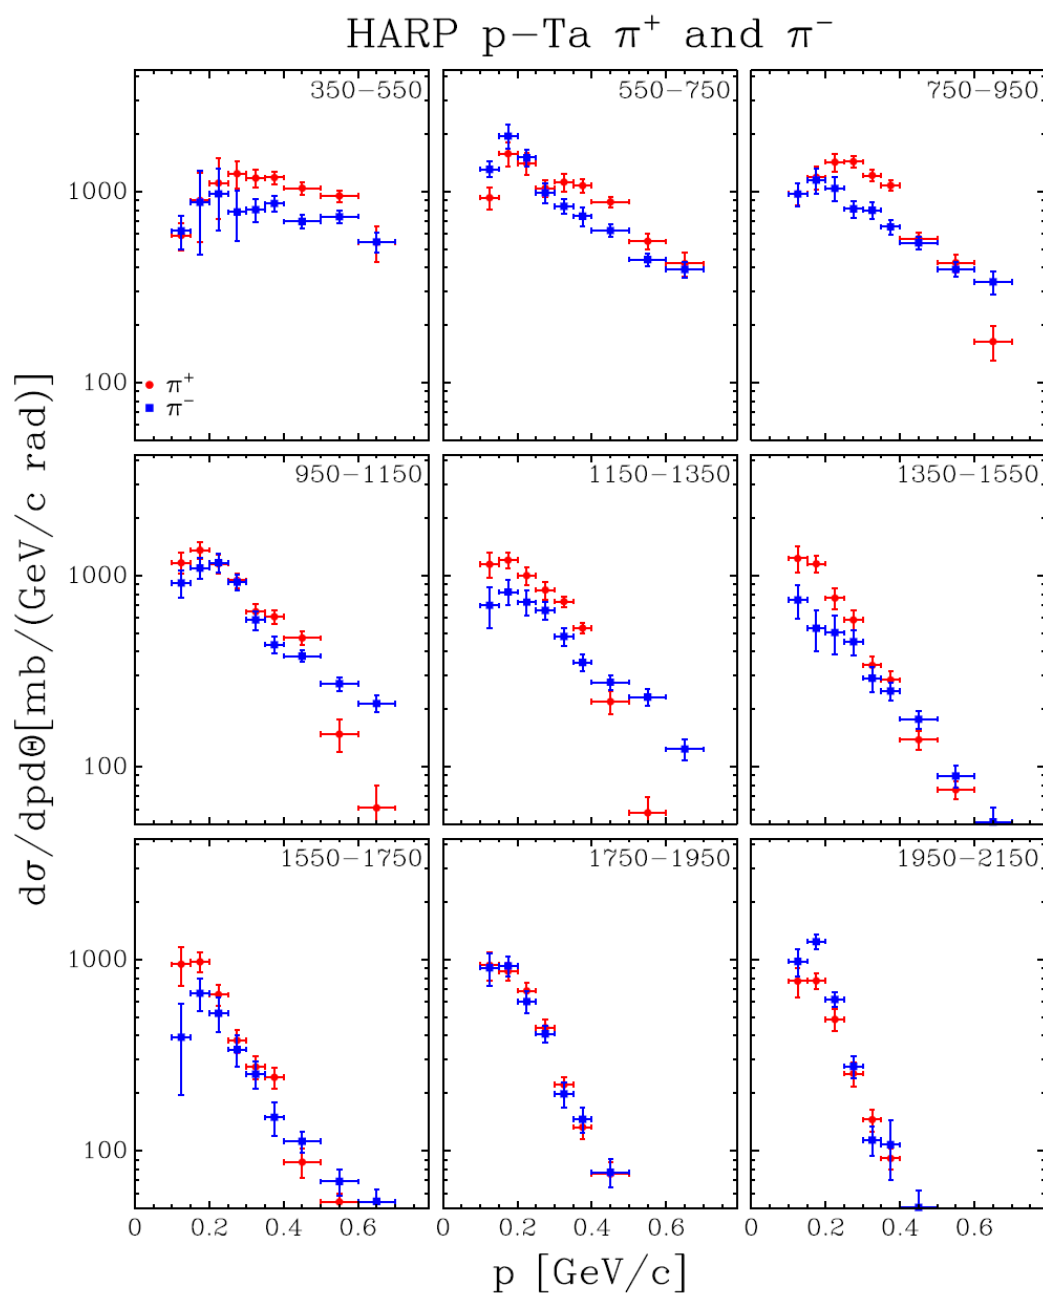 HARP p−Ta π⁺ and π⁻
350−550 550−750 750−950
1000
100
π⁺
π⁻
950−1150 1150−1350 1350−1550
1000
100
1550−1750 1750−1950 1950−2150
1000
100
0 0.2 0.4 0.6 0 0.2 0.4 0.6 0 0.2 0.4 0.6
p [GeV/c]
dσ/dpdΘ[mb/(GeV/c rad)]